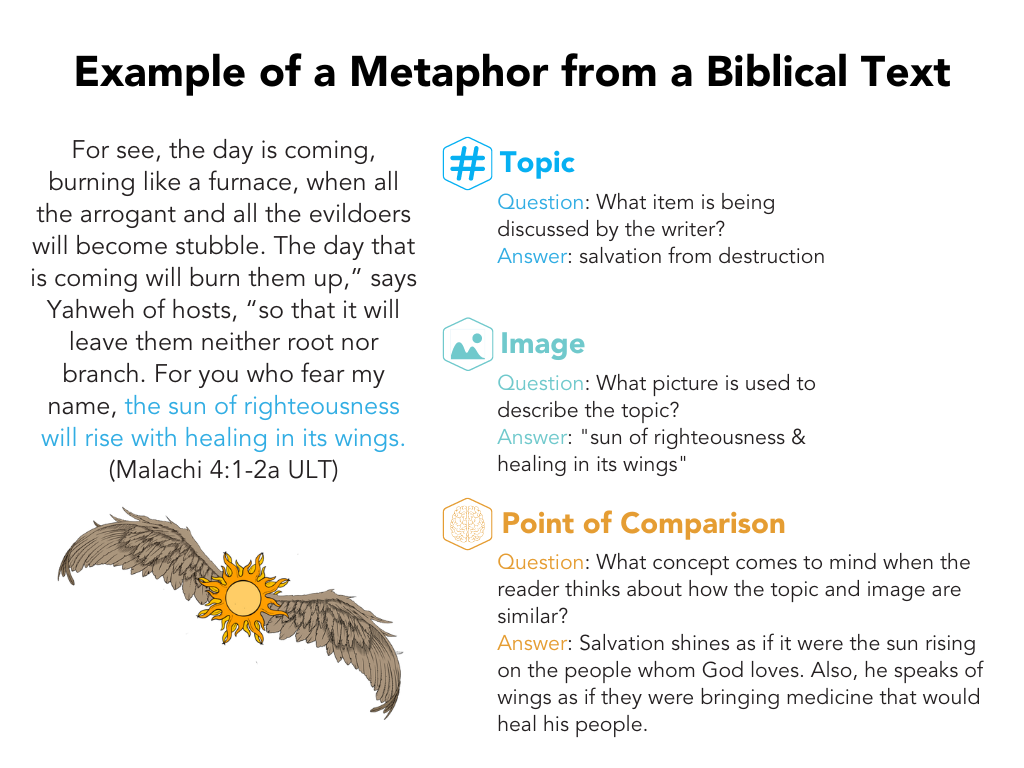 Example of a Metaphor from a Biblical Text
For see, the day is coming,
burning like a furnace, when all
the arrogant and all the evildoers
will become stubble. The day that
is coming will burn them up,” says
Yahweh of hosts, “so that it will
leave them neither root nor
branch. For you who fear my
name, the sun of righteousness
will rise with healing in its wings.
(Malachi 4:1-2a ULT)
# Topic
Question: What item is being
discussed by the writer?
Answer: salvation from destruction
Image
Question: What picture is used to
describe the topic?
Answer: "sun of righteousness &
healing in its wings"
Point of Comparison
Question: What concept comes to mind when the
reader thinks about how the topic and image are
similar?
Answer: Salvation shines as if it were the sun rising
on the people whom God loves. Also, he speaks of
wings as if they were bringing medicine that would
heal his people.